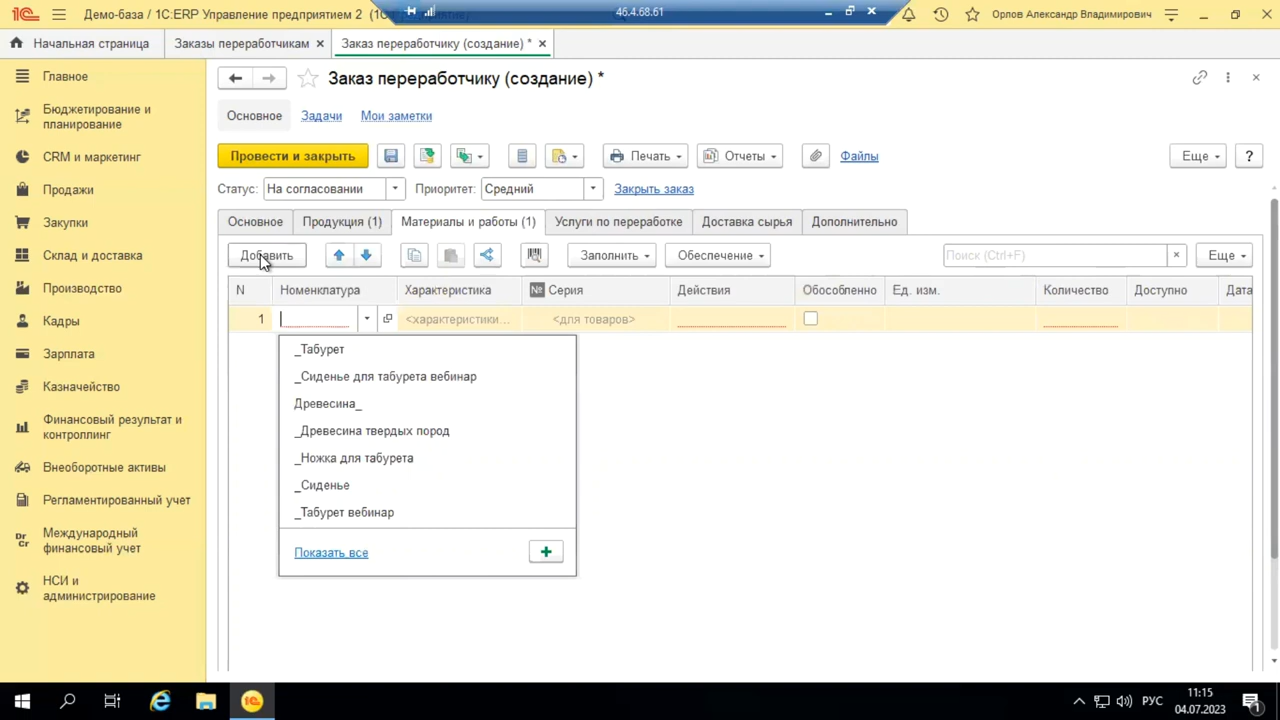 Демо-база / 1С:ERP Управление предприятием 2 (1С:Предприятие)
46.4.68.61
Орлов Александр Владимирович
Начальная страница
Заказы переработчикам ×
Заказ переработчику (создание) * ×
Главное
Бюджетирование и
планирование
CRM и маркетинг
Продажи
Закупки
Склад и доставка
Производство
Кадры
Зарплата
Казначейство
Финансовый результат и
контроллинг
Внеоборотные активы
Регламентированный учет
Международный
финансовый учет
НСИ и
администрирование
Заказ переработчику (создание) *
Основное Задачи Мои заметки
Провести и закрыть Печать Отчеты Файлы Еще ?
Статус: На согласовании Приоритет: Средний Закрыть заказ
Основное Продукция (1) Материалы и работы (1) Услуги по переработке Доставка сырья Дополнительно
Добавить Заполнить Обеспечение Поиск (Ctrl+F) × Еще
N Номенклатура Характеристика № Серия Действия Обособленно Ед. изм. Количество Доступно Дата
1 <характеристики... <для товаров>
_Табурет
_Сиденье для табурета вебинар
Древесина_
_Древесина твердых пород
_Ножка для табурета
_Сиденье
_Табурет вебинар
Показать все
РУС
11:15
04.07.2023
1